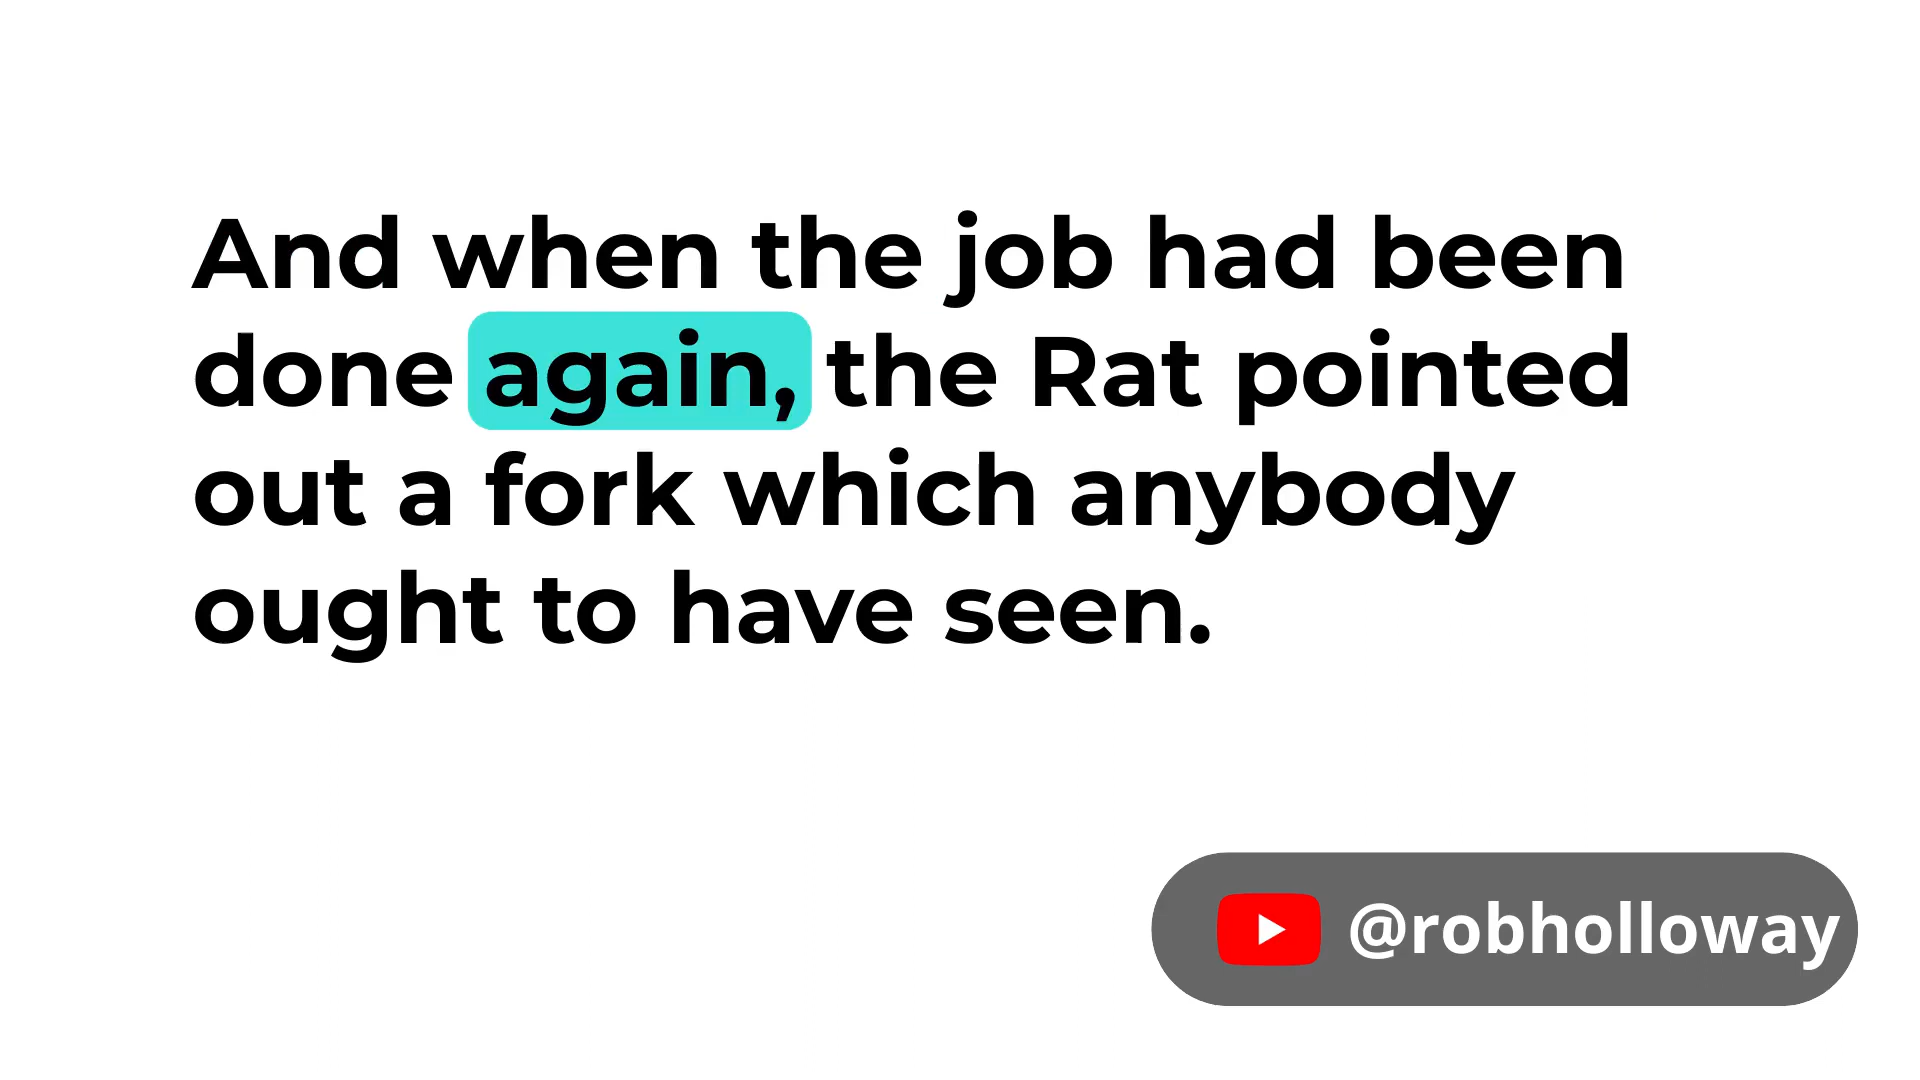 And when the job had been
done again, the Rat pointed
out a fork which anybody
ought to have seen.
@robholloway